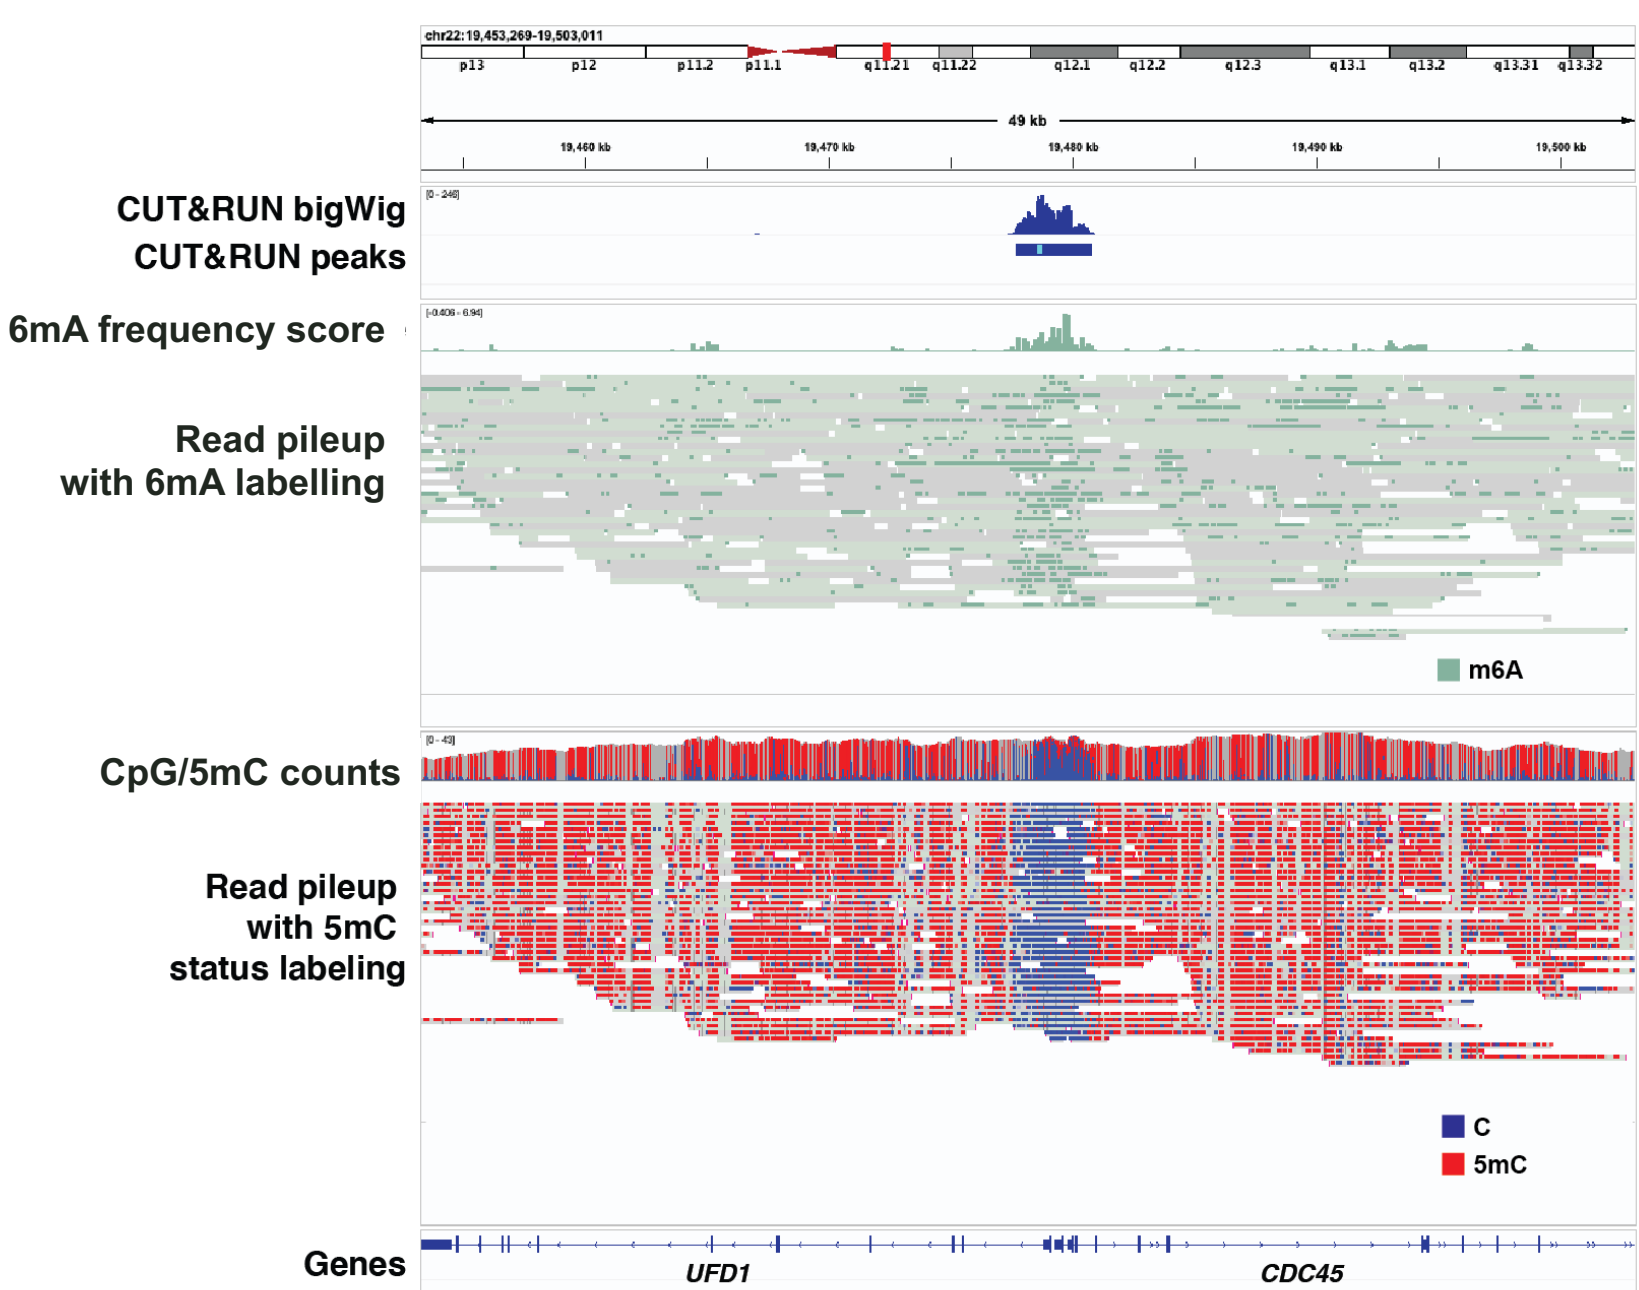 chr22:19,453,269-19,503,011
p13 p12 p11.2 p11.1 q11.21 q11.22 q12.1 q12.2 q12.3 q13.1 q13.2 q13.31 q13.32
49 kb
19,460 kb 19,470 kb 19,480 kb 19,490 kb 19,500 kb
CUT&RUN bigWig
[0 - 246]
CUT&RUN peaks
6mA frequency score
[-0.406 - 6.94]
Read pileup
with 6mA labelling
m6A
CpG/5mC counts
[0 - 43]
Read pileup
with 5mC
status labeling
C
5mC
Genes
UFD1 CDC45